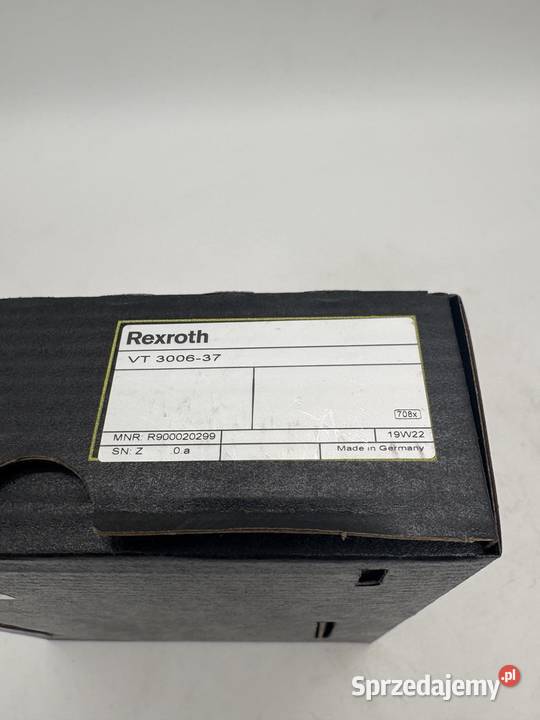 Rexroth
VT 3006-37
708x
MNR: R900020299
19W22
SN: Z .0.a
Made in Germany
Sprzedajemy.pl